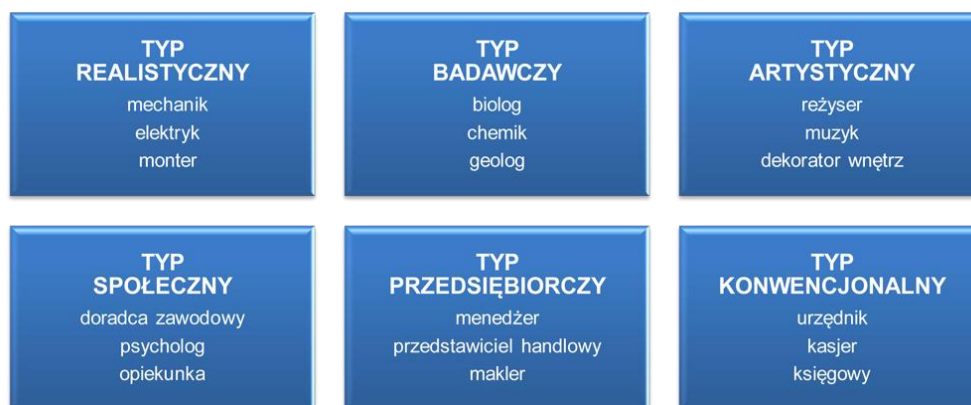 TYP
REALISTYCZNY
mechanik
elektryk
monter
TYP
BADAWCZY
biolog
chemik
geolog
TYP
ARTYSTYCZNY
reżyser
muzyk
dekorator wnętrz
TYP
SPOŁECZNY
doradca zawodowy
psycholog
opiekunka
TYP
PRZEDSIĘBIORCZY
menedżer
przedstawiciel handlowy
makler
TYP
KONWENCJONALNY
urzędnik
kasjer
księgowy